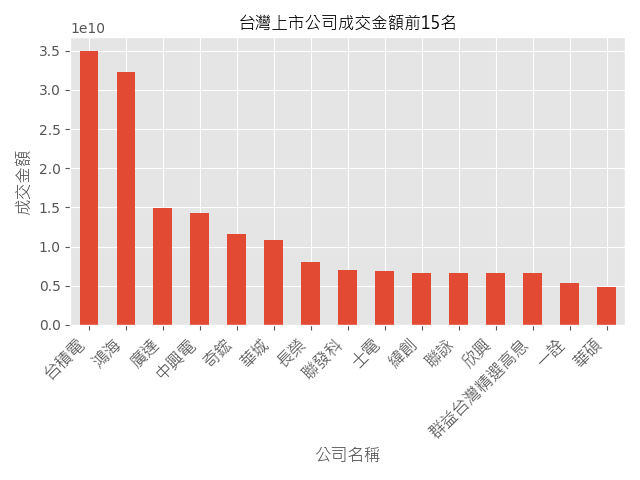 台灣上市公司成交金額前15名
1e10
3.5
3.0
2.5
2.0
1.5
1.0
0.5
0.0
成交金額
台積電
鴻海
廣達
中興電
奇鋐
華城
長榮
聯發科
士電
緯創
聯詠
欣興
群益台灣精選高息
一詮
華碩
公司名稱